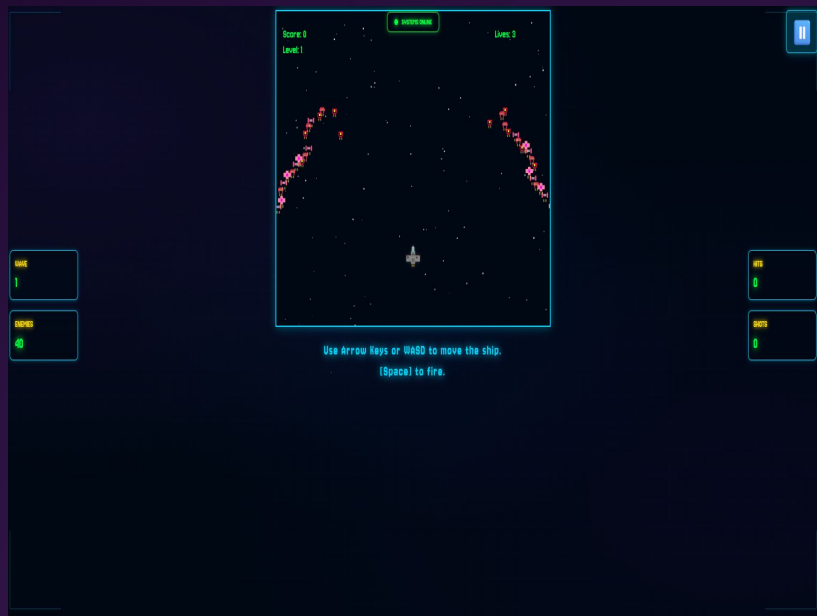 SYSTEMS ONLINE
Score: 0
Lives: 3
Level: 1
WAVE
1
HITS
0
ENEMIES
40
SHOTS
0
Use Arrow Keys or WASD to move the ship.
[Space] to fire.